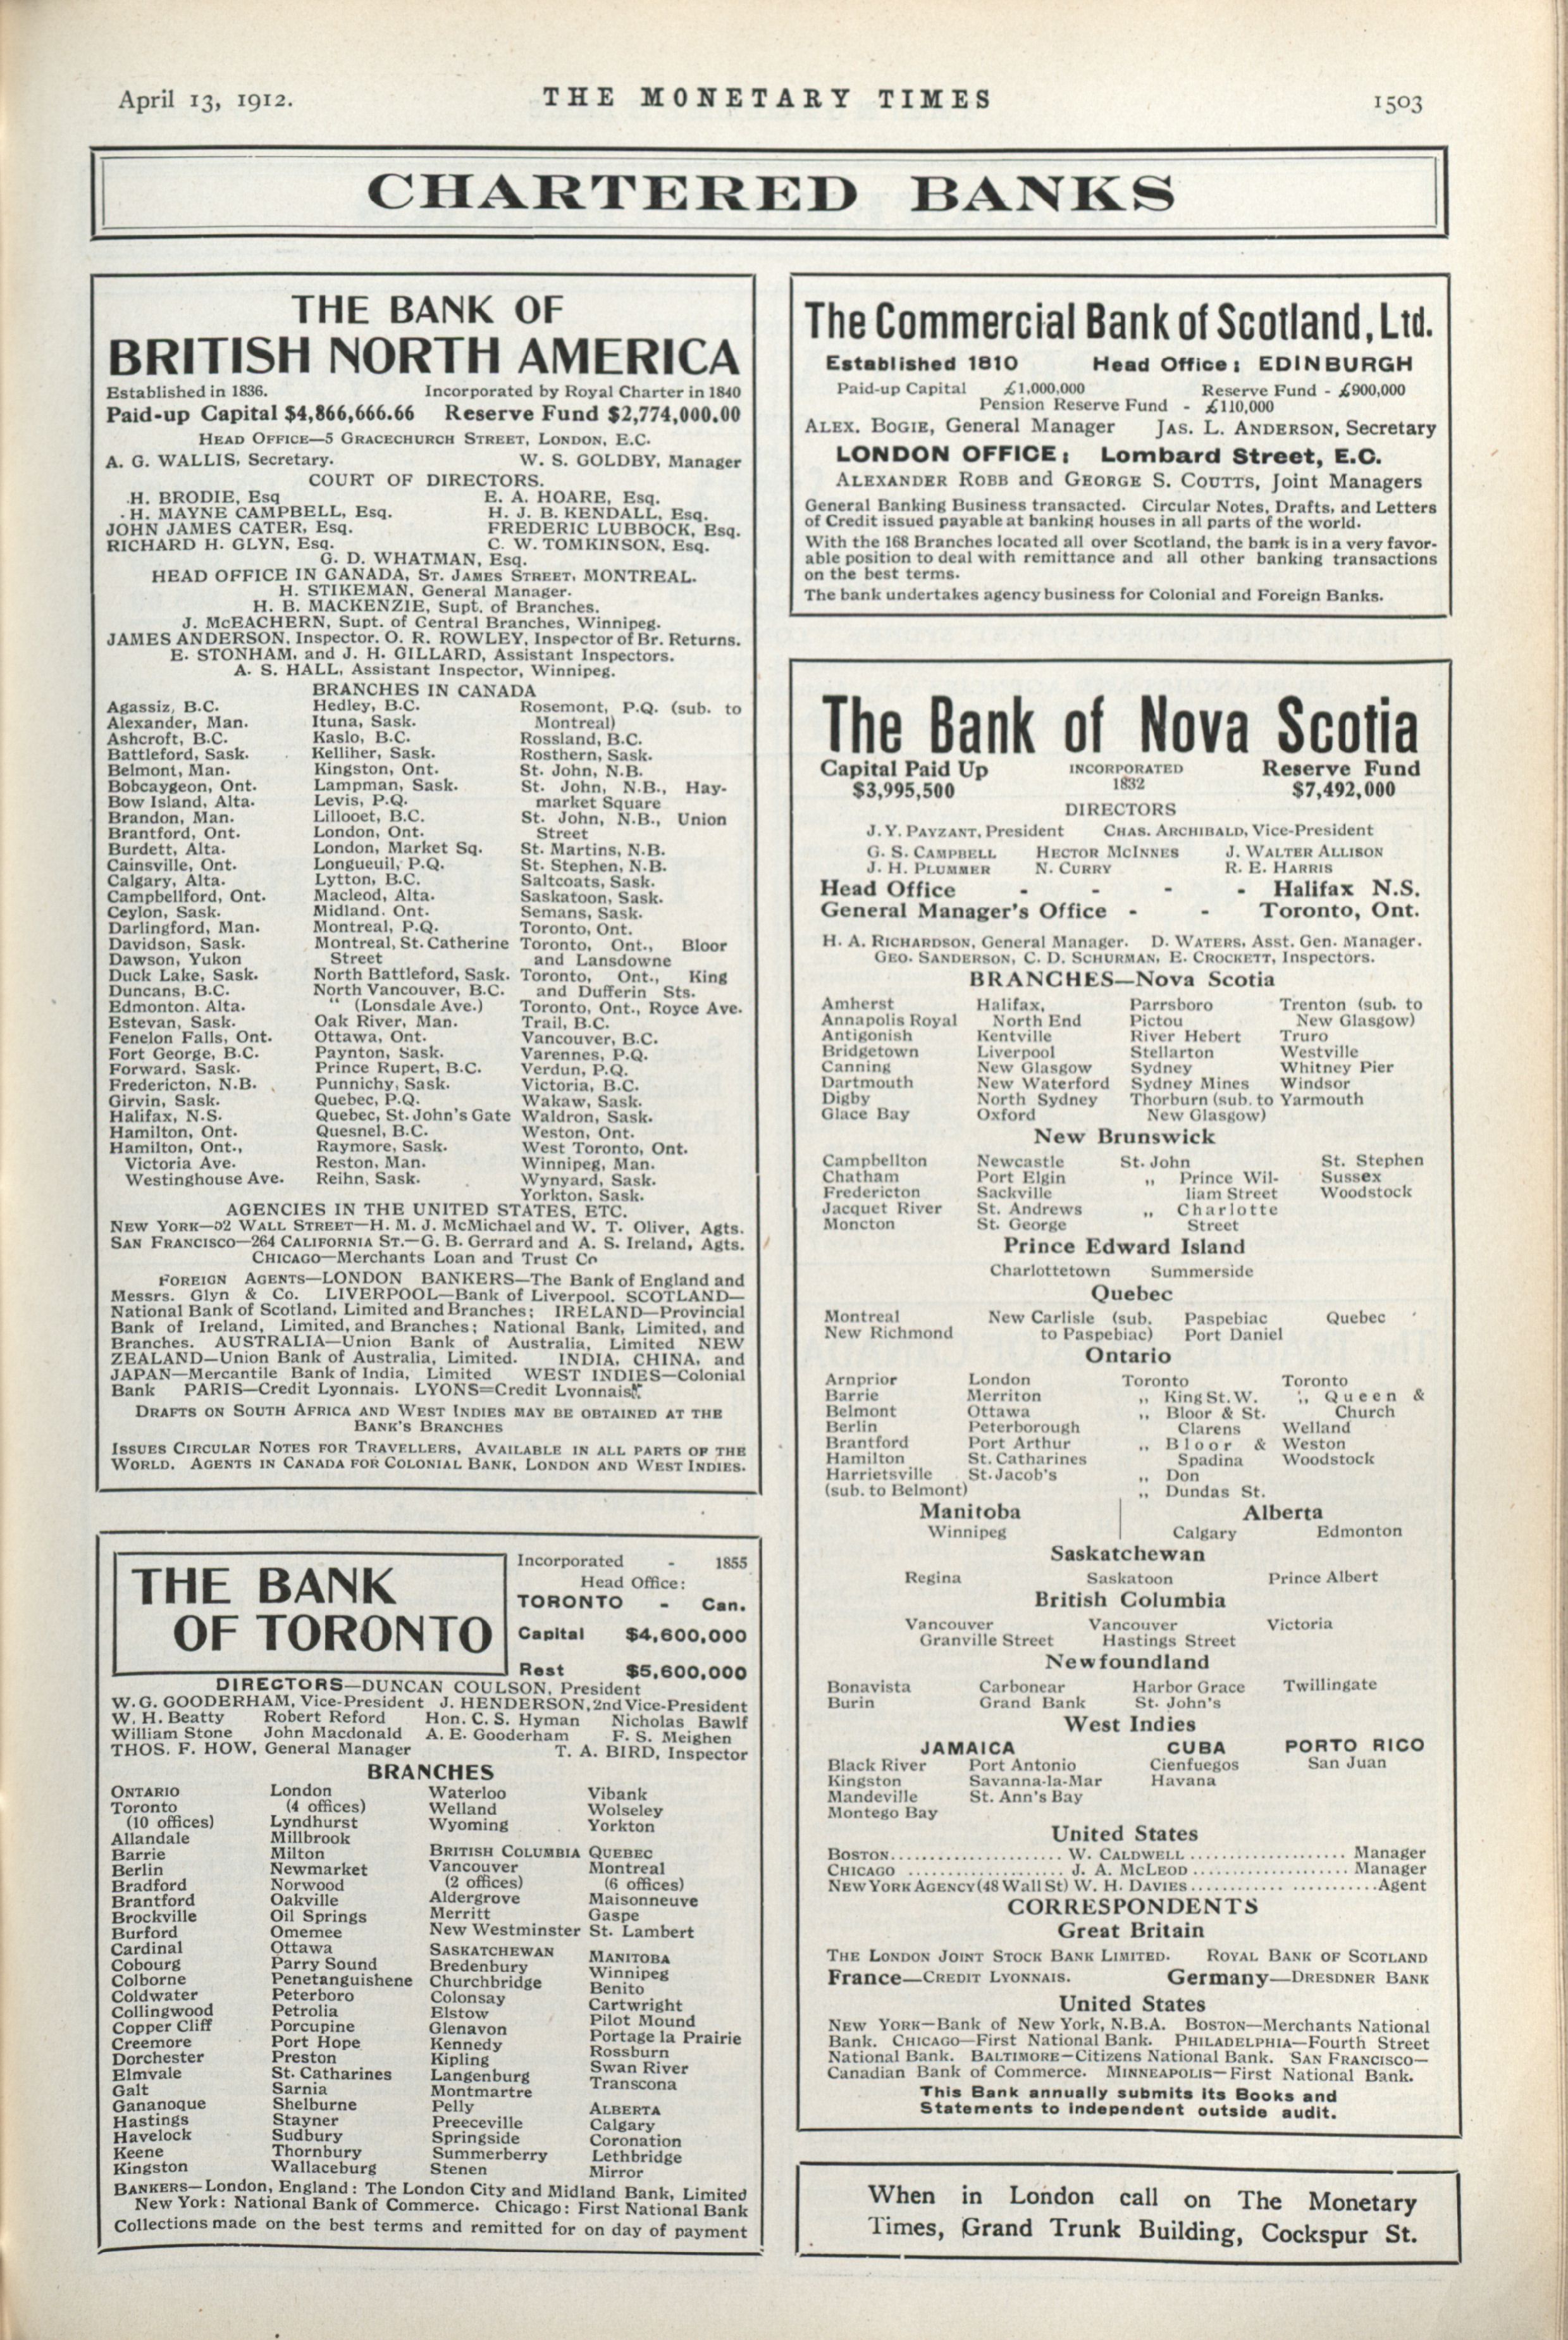 April 13, 1912. THE MONETARY TIMES 1503
CHARTERED BANKS
THE BANK OF
BRITISH NORTH AMERICA
Established in 1836. Incorporated by Royal Charter in 1840
Paid-up Capital $4,866,666.66 Reserve Fund $2,774,000.00
HEAD OFFICE—5 GRACECHURCH STREET, LONDON, E.C.
A. G. WALLIS, Secretary. W. S. GOLDBY, Manager
COURT OF DIRECTORS.
H. BRODIE, Esq E. A. HOARE, Esq.
H. MAYNE CAMPBELL, Esq. H. J. B. KENDALL, Esq.
JOHN JAMES CATER, Esq. FREDERIC LUBBOCK, Esq.
RICHARD H. GLYN, Esq. C. W. TOMKINSON, Esq.
G. D. WHATMAN, Esq.
HEAD OFFICE IN CANADA, ST. JAMES STREET, MONTREAL.
H. STIKEMAN, General Manager.
H. B. MACKENZIE, Supt. of Branches.
J. McEACHERN, Supt. of Central Branches, Winnipeg.
JAMES ANDERSON, Inspector. O. R. ROWLEY, Inspector of Br. Returns.
E. STONHAM, and J. H. GILLARD, Assistant Inspectors.
A. S. HALL, Assistant Inspector, Winnipeg.
BRANCHES IN CANADA
Agassiz, B.C.
Alexander, Man.
Ashcroft, B.C.
Battleford, Sask.
Belmont, Man.
Bobcaygeon, Ont.
Bow Island, Alta.
Brandon, Man.
Brantford, Ont.
Burdett, Alta.
Cainsville, Ont.
Calgary, Alta.
Campbellford, Ont.
Ceylon, Sask.
Darlingford, Man.
Davidson, Sask.
Dawson, Yukon
Duck Lake, Sask.
Duncans, B.C.
Edmonton. Alta.
Estevan, Sask.
Fenelon Falls, Ont.
Fort George, B.C.
Forward, Sask.
Fredericton, N.B.
Girvin, Sask.
Halifax, N.S.
Hamilton, Ont.
Hamilton, Ont.,
Victoria Ave.
Westinghouse Ave.
Hedley, B.C.
Ituna, Sask.
Kaslo, B.C.
Kelliher, Sask.
Kingston, Ont.
Lampman, Sask.
Levis, P.Q.
Lillooet, B.C.
London, Ont.
London, Market Sq.
Longueuil, P.Q.
Lytton, B.C.
Macleod, Alta.
Midland. Ont.
Montreal, P.Q.
Montreal, St. Catherine
Street
North Battleford, Sask.
North Vancouver, B.C.
" (Lonsdale Ave.)
Oak River, Man.
Ottawa, Ont.
Paynton, Sask.
Prince Rupert, B.C.
Punnichy, Sask.
Quebec, P.Q.
Quebec, St. John's Gate
Quesnel, B.C.
Raymore, Sask.
Reston, Man.
Reihn, Sask.
Rosemont, P.Q. (sub. to
Montreal)
Rossland, B.C.
Rosthern, Sask.
St. John, N.B.
St. John, N.B., Hay-
market Square
St. John, N.B., Union
Street
St. Martins, N.B.
St. Stephen, N.B.
Saltcoats, Sask.
Saskatoon, Sask.
Semans, Sask.
Toronto, Ont.
Toronto, Ont., Bloor
and Lansdowne
Toronto, Ont., King
and Dufferin Sts.
Toronto, Ont., Royce Ave.
Trail, B.C.
Vancouver, B.C.
Varennes, P.Q.
Verdun, P.Q.
Victoria, B.C.
Wakaw, Sask.
Waldron, Sask.
Weston, Ont.
West Toronto, Ont.
Winnipeg, Man.
Wynyard, Sask.
Yorkton, Sask.
AGENCIES IN THE UNITED STATES, ETC.
NEW YORK—52 WALL STREET—H. M. J. McMichael and W. T. Oliver, Agts.
SAN FRANCISCO—264 CALIFORNIA ST.—G. B. Gerrard and A. S. Ireland, Agts.
CHICAGO—Merchants Loan and Trust Co
FOREIGN AGENTS—LONDON BANKERS—The Bank of England and
Messrs. Glyn & Co. LIVERPOOL—Bank of Liverpool. SCOTLAND—
National Bank of Scotland, Limited and Branches; IRELAND—Provincial
Bank of Ireland, Limited, and Branches; National Bank, Limited, and
Branches. AUSTRALIA—Union Bank of Australia, Limited NEW
ZEALAND—Union Bank of Australia, Limited. INDIA, CHINA, and
JAPAN—Mercantile Bank of India, Limited WEST INDIES—Colonial
Bank PARIS—Credit Lyonnais. LYONS=Credit Lyonnais
DRAFTS ON SOUTH AFRICA AND WEST INDIES MAY BE OBTAINED AT THE
BANK'S BRANCHES
ISSUES CIRCULAR NOTES FOR TRAVELLERS, AVAILABLE IN ALL PARTS OF THE
WORLD. AGENTS IN CANADA FOR COLONIAL BANK, LONDON AND WEST INDIES.
THE BANK
OF TORONTO
Incorporated - 1855
Head Office:
TORONTO - Can.
Capital $4,600,000
Rest $5,600,000
DIRECTORS—DUNCAN COULSON, President
W. G. GOODERHAM, Vice-President J. HENDERSON, 2nd Vice-President
W. H. Beatty Robert Reford Hon. C. S. Hyman Nicholas Bawlf
William Stone John Macdonald A. E. Gooderham F. S. Meighen
THOS. F. HOW, General Manager T. A. BIRD, Inspector
BRANCHES
ONTARIO
Toronto
(10 offices)
Allandale
Barrie
Berlin
Bradford
Brantford
Brockville
Burford
Cardinal
Cobourg
Colborne
Coldwater
Collingwood
Copper Cliff
Creemore
Dorchester
Elmvale
Galt
Gananoque
Hastings
Havelock
Keene
Kingston
London
(4 offices)
Lyndhurst
Millbrook
Milton
Newmarket
Norwood
Oakville
Oil Springs
Omemee
Ottawa
Parry Sound
Penetanguishene
Peterboro
Petrolia
Porcupine
Port Hope
Preston
St. Catharines
Sarnia
Shelburne
Stayner
Sudbury
Thornbury
Wallaceburg
Waterloo
Welland
Wyoming
BRITISH COLUMBIA
Vancouver
(2 offices)
Aldergrove
Merritt
New Westminster
SASKATCHEWAN
Bredenbury
Churchbridge
Colonsay
Elstow
Glenavon
Kennedy
Kipling
Langenburg
Montmartre
Pelly
Preeceville
Springside
Summerberry
Stenen
Vibank
Wolseley
Yorkton
QUEBEC
Montreal
(6 offices)
Maisonneuve
Gaspe
St. Lambert
MANITOBA
Winnipeg
Benito
Cartwright
Pilot Mound
Portage la Prairie
Rossburn
Swan River
Transcona
ALBERTA
Calgary
Coronation
Lethbridge
Mirror
BANKERS—London, England: The London City and Midland Bank, Limited
New York: National Bank of Commerce. Chicago: First National Bank
Collections made on the best terms and remitted for on day of payment
The Commercial Bank of Scotland, Ltd.
Established 1810 Head Office: EDINBURGH
Paid-up Capital £1,000,000 Reserve Fund - £900,000
Pension Reserve Fund - £110,000
ALEX. BOGIE, General Manager JAS. L. ANDERSON, Secretary
LONDON OFFICE: Lombard Street, E.C.
ALEXANDER ROBB and GEORGE S. COUTTS, Joint Managers
General Banking Business transacted. Circular Notes, Drafts, and Letters
of Credit issued payable at banking houses in all parts of the world.
With the 168 Branches located all over Scotland, the bank is in a very favor-
able position to deal with remittance and all other banking transactions
on the best terms.
The bank undertakes agency business for Colonial and Foreign Banks.
The Bank of Nova Scotia
Capital Paid Up INCORPORATED Reserve Fund
$3,995,500 1832 $7,492,000
DIRECTORS
J. Y. PAYZANT, President CHAS. ARCHIBALD, Vice-President
G. S. CAMPBELL HECTOR McINNES J. WALTER ALLISON
J. H. PLUMMER N. CURRY R. E. HARRIS
Head Office - - - - Halifax N.S.
General Manager's Office - - Toronto, Ont.
H. A. RICHARDSON, General Manager. D. WATERS, Asst. Gen. Manager.
GEO. SANDERSON, C. D. SCHURMAN, E. CROCKETT, Inspectors.
BRANCHES—Nova Scotia
Amherst Halifax, Parrsboro Trenton (sub. to
Annapolis Royal North End Pictou New Glasgow)
Antigonish Kentville River Hebert Truro
Bridgetown Liverpool Stellarton Westville
Canning New Glasgow Sydney Whitney Pier
Dartmouth New Waterford Sydney Mines Windsor
Digby North Sydney Thorburn (sub. to Yarmouth
Glace Bay Oxford New Glasgow)
New Brunswick
Campbellton Newcastle St. John St. Stephen
Chatham Port Elgin „ Prince Wil- Sussex
Fredericton Sackville liam Street Woodstock
Jacquet River St. Andrews „ Charlotte
Moncton St. George Street
Prince Edward Island
Charlottetown Summerside
Quebec
Montreal New Carlisle (sub. Paspebiac Quebec
New Richmond to Paspebiac) Port Daniel
Ontario
Arnprior London Toronto Toronto
Barrie Merriton „ King St. W. „ Queen &
Belmont Ottawa „ Bloor & St. Church
Berlin Peterborough Clarens Welland
Brantford Port Arthur „ Bloor & Weston
Hamilton St. Catharines Spadina Woodstock
Harrietsville St. Jacob's „ Don
(sub. to Belmont) „ Dundas St.
Manitoba Alberta
Winnipeg Calgary Edmonton
Saskatchewan
Regina Saskatoon Prince Albert
British Columbia
Vancouver Vancouver Victoria
Granville Street Hastings Street
Newfoundland
Bonavista Carbonear Harbor Grace Twillingate
Burin Grand Bank St. John's
West Indies
JAMAICA CUBA PORTO RICO
Black River Port Antonio Cienfuegos San Juan
Kingston Savanna-la-Mar Havana
Mandeville St. Ann's Bay
Montego Bay
United States
BOSTON..................... W. CALDWELL ................... Manager
CHICAGO ................... J. A. McLEOD ................... Manager
NEW YORK AGENCY (48 Wall St) W. H. DAVIES.......................Agent
CORRESPONDENTS
Great Britain
THE LONDON JOINT STOCK BANK LIMITED. ROYAL BANK OF SCOTLAND
France—CREDIT LYONNAIS. Germany—DRESDNER BANK
United States
NEW YORK—Bank of New York, N.B.A. BOSTON—Merchants National
Bank. CHICAGO—First National Bank. PHILADELPHIA—Fourth Street
National Bank. BALTIMORE—Citizens National Bank. SAN FRANCISCO—
Canadian Bank of Commerce. MINNEAPOLIS—First National Bank.
This Bank annually submits its Books and
Statements to independent outside audit.
When in London call on The Monetary
Times, Grand Trunk Building, Cockspur St.